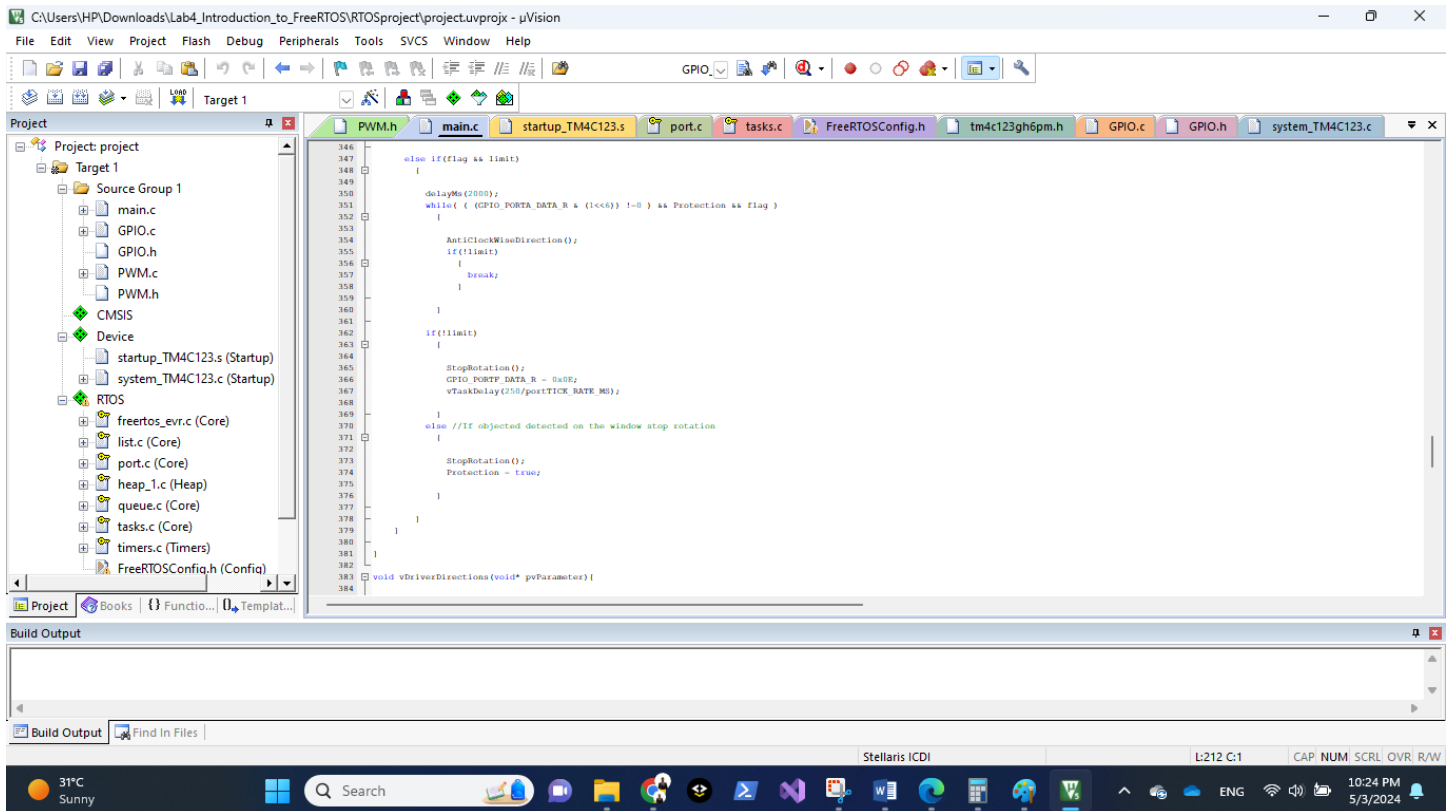 C:\Users\HP\Downloads\Lab4_Introduction_to_FreeRTOS\RTOSproject\project.uvprojx - µVision
File Edit View Project Flash Debug Peripherals Tools SVCS Window Help
GPIO_
LOAD Target 1
Project
Project: project
Target 1
Source Group 1
main.c
GPIO.c
GPIO.h
PWM.c
PWM.h
CMSIS
Device
startup_TM4C123.s (Startup)
system_TM4C123.c (Startup)
RTOS
freertos_evr.c (Core)
list.c (Core)
port.c (Core)
heap_1.c (Heap)
queue.c (Core)
tasks.c (Core)
timers.c (Timers)
FreeRTOSConfig.h (Config)
Project Books {} Functio... 0 Templat...
PWM.h main.c startup_TM4C123.s port.c tasks.c FreeRTOSConfig.h tm4c123gh6pm.h GPIO.c GPIO.h system_TM4C123.c
346
347 else if(flag && limit)
348 {
349
350 delayMs(2000);
351 while( ( (GPIO_PORTA_DATA_R & (1<<6)) !=0 ) && Protection && flag )
352 {
353
354 AntiClockWiseDirection();
355 if(!limit)
356 {
357 break;
358 }
359
360 }
361
362 if(!limit)
363 {
364
365 StopRotation();
366 GPIO_PORTF_DATA_R = 0x0E;
367 vTaskDelay(250/portTICK_RATE_MS);
368
369 }
370 else //If objected detected on the window stop rotation
371 {
372
373 StopRotation();
374 Protection = true;
375
376 }
377
378 }
379 }
380
381 }
382
383 void vDriverDirections(void* pvParameter){
384
Build Output
Build Output Find In Files
Stellaris ICDI L:212 C:1 CAP NUM SCRL OVR R/W
31°C
Sunny
Search
ENG
10:24 PM
5/3/2024